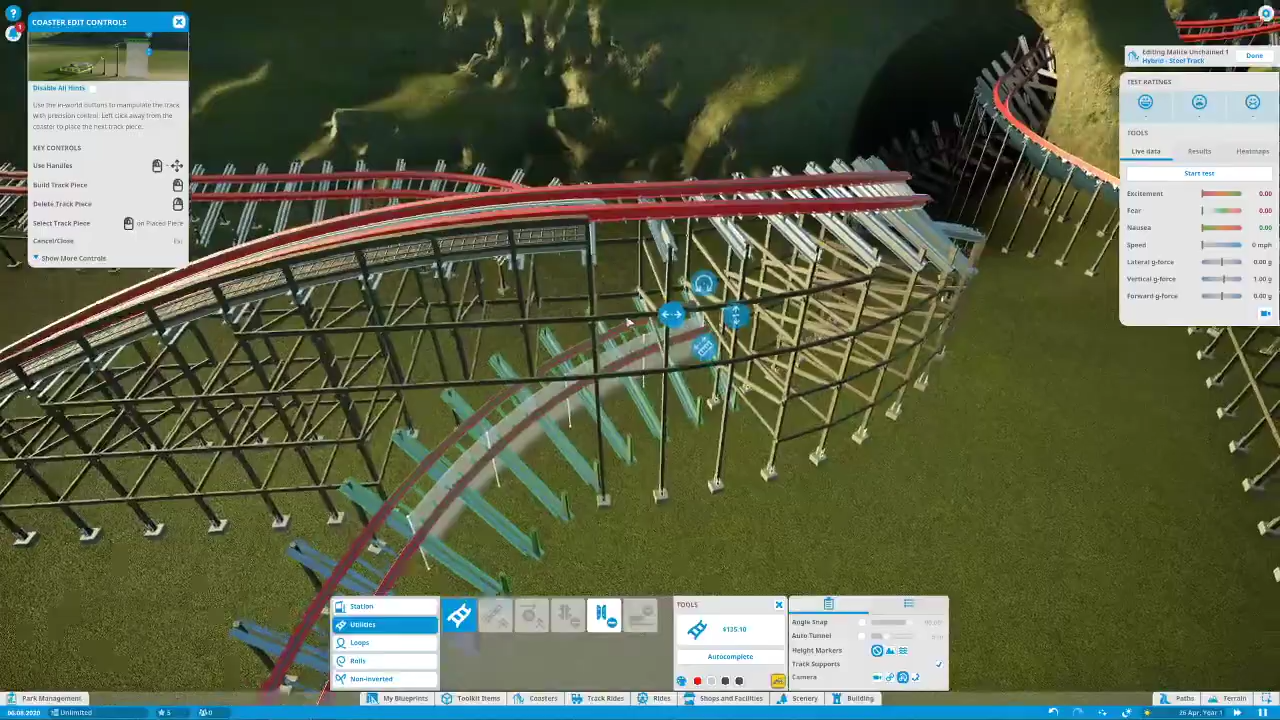 COASTER EDIT CONTROLS
Disable All Hints
Use the in-world buttons to manipulate the track
with precision control. Left click away from the
coaster to place the next track piece.
KEY CONTROLS
Use Handles
Build Track Piece
Delete Track Piece
Select Track Piece
on Placed Piece
Cancel/Close
Esc
Show More Controls
Editing Malice Unchained 1
Hybrid - Steel Track
Done
TEST RATINGS
TOOLS
Live data
Results
Heatmaps
Start test
Excitement
0.00
Fear
0.00
Nausea
0.00
Speed
0 mph
Lateral g-force
0.00 g
Vertical g-force
1.00 g
Forward g-force
0.00 g
Station
Utilities
Loops
Rolls
Non-inverted
TOOLS
Autocomplete
Angle Snap
Auto Tunnel
Height Markers
Track Supports
Camera
Park Management
My Blueprints
Toolkit Items
Coasters
Track Rides
Rides
Shops and Facilities
Scenery
Building
Paths
Terrain
06.09.2020
Unlimited
5
0
26 Apr, Year 1